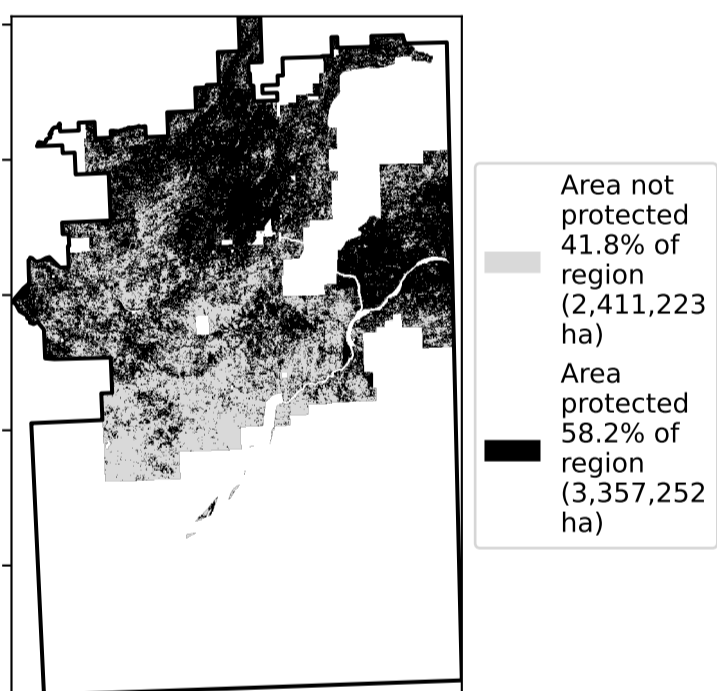 Area not
protected
41.8% of
region
(2,411,223
ha)
Area
protected
58.2% of
region
(3,357,252
ha)